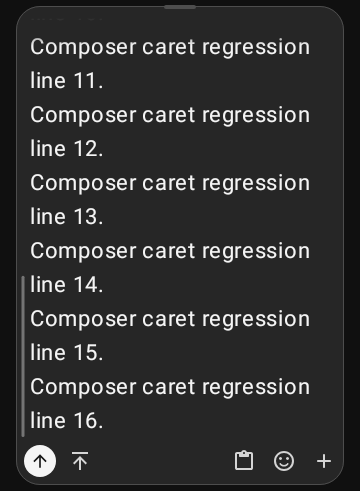 Composer caret regression
line 11.
Composer caret regression
line 12.
Composer caret regression
line 13.
Composer caret regression
line 14.
Composer caret regression
line 15.
Composer caret regression
line 16.